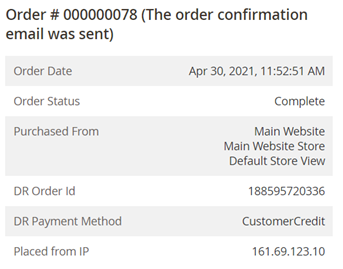 Order # 000000078 (The order confirmation
email was sent)
Order Date Apr 30, 2021, 11:52:51 AM
Order Status Complete
Purchased From Main Website
Main Website Store
Default Store View
DR Order Id 188595720336
DR Payment Method CustomerCredit
Placed from IP 161.69.123.10